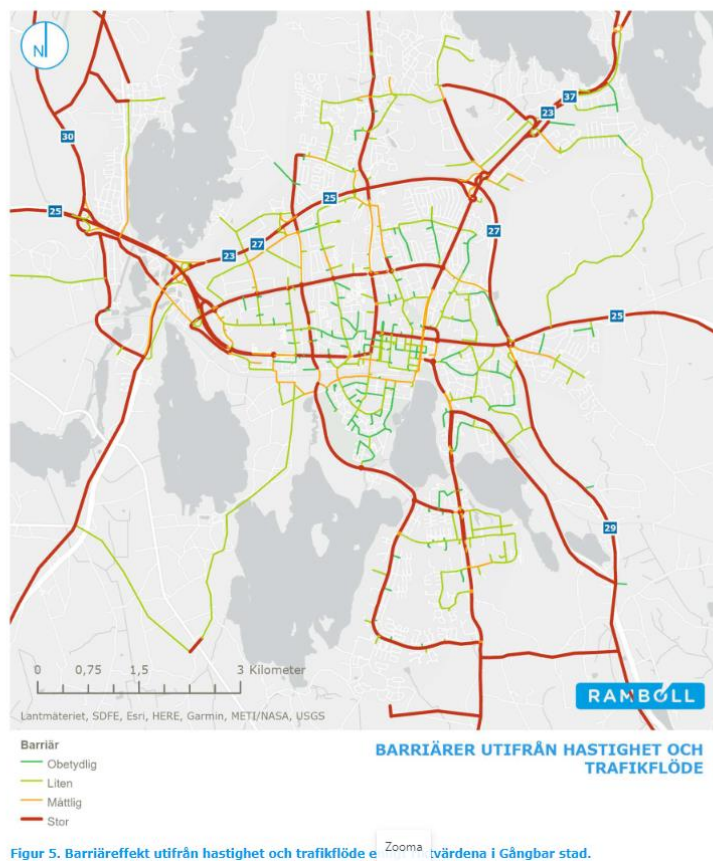 N
37
23
30
25
25
27
27
23
25
29
0 0,75 1,5 3 Kilometer
RAMBOLL
Lantmäteriet, SDFE, Esri, HERE, Garmin, METI/NASA, USGS
Barriär
Obetydlig
Liten
Måttlig
Stor
BARRIÄRER UTIFRÅN HASTIGHET OCH
TRAFIKFLÖDE
Zooma
Figur 5. Barriäreffekt utifrån hastighet och trafikflöde e tvärdena i Gångbar stad.